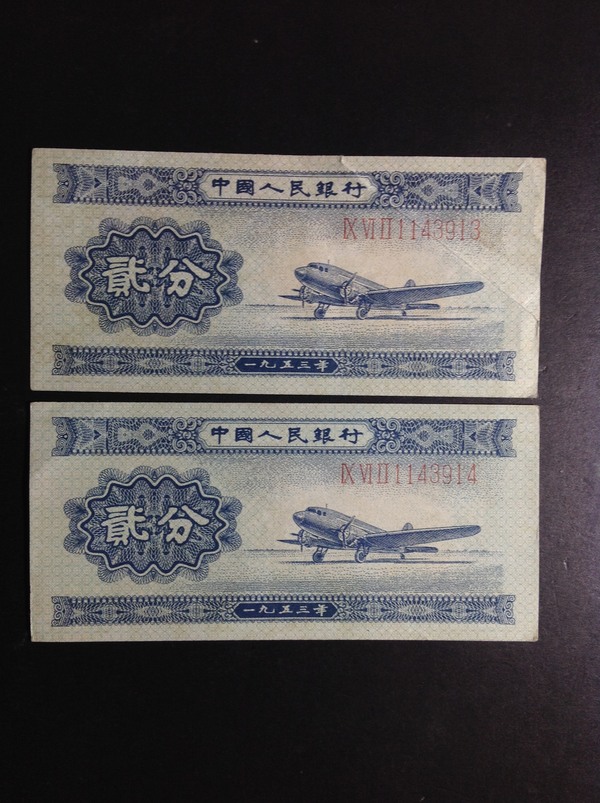 中國人民銀行
ⅨⅥⅡ1143913
貳分
一九五三年
中國人民銀行
ⅨⅥⅡ1143914
貳分
一九五三年